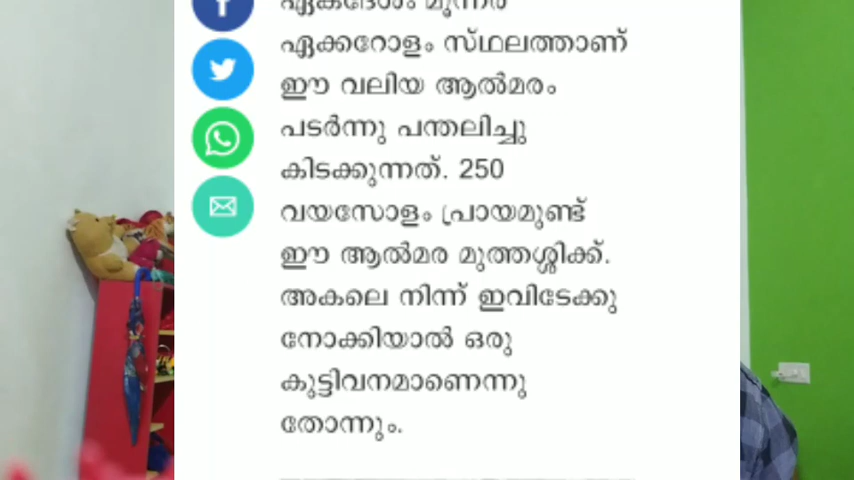 ഏക്കറോളം സ്ഥലത്താണ്
ഈ വലിയ ആൽമരം
പടർന്നു പന്തലിച്ചു
കിടക്കുന്നത്. 250
വയസോളം പ്രായമുണ്ട്
ഈ ആൽമര മുത്തശ്ശിക്ക്.
അകലെ നിന്ന് ഇവിടേക്കു
നോക്കിയാൽ ഒരു
കുട്ടിവനമാണെന്നു
തോന്നും.